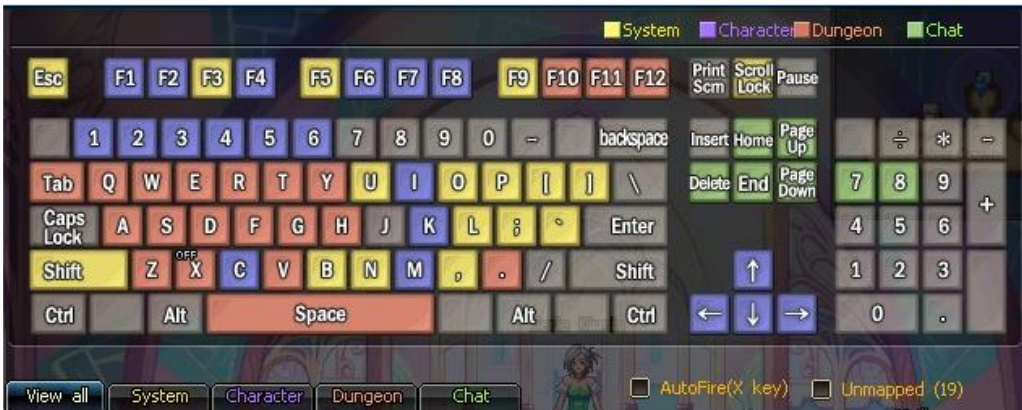 System Character Dungeon Chat
Esc F1 F2 F3 F4 F5 F6 F7 F8 F9 F10 F11 F12 Print Scrn Scroll Lock Pause
1 2 3 4 5 6 7 8 9 0 - backspace Insert Home Page Up ÷ * -
Tab Q W E R T Y U I O P [ ] \ Delete End Page Down 7 8 9 +
Caps Lock A S D F G H J K L ; ` Enter 4 5 6
OFF
Shift Z X C V B N M , . / Shift ↑ 1 2 3
Ctrl Alt Space Alt Ctrl ← ↓ → 0 .
View all System Character Dungeon Chat AutoFire(X key) Unmapped (19)